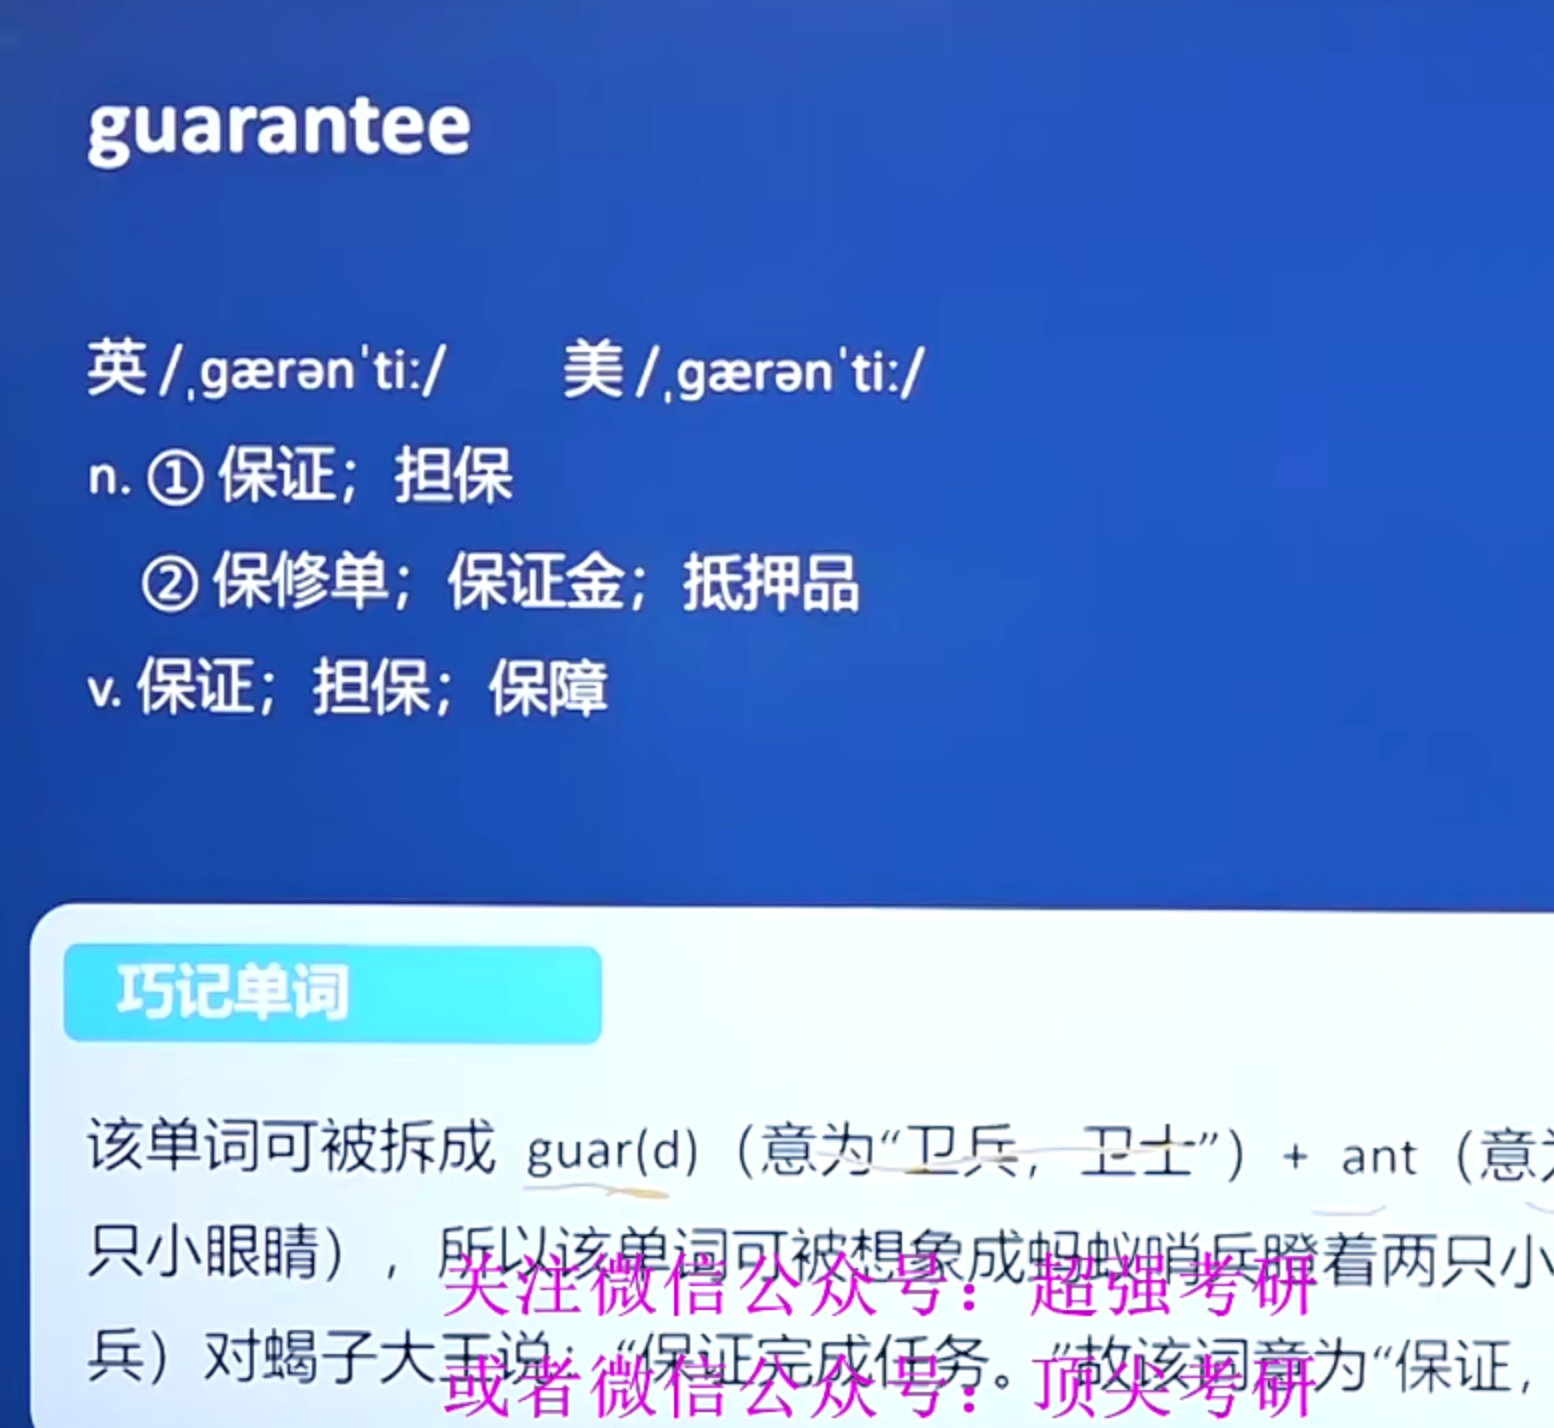 guarantee
英 /ˌɡærənˈtiː/ 美 /ˌɡærənˈtiː/
n. ① 保证；担保
② 保修单；保证金；抵押品
v. 保证；担保；保障
巧记单词
该单词可被拆成 guar(d)（意为“卫兵，卫士”）+ ant（意
只小眼睛），所以该单词可被想象成蚂蚁哨兵瞪着两只小
关注微信公众号：超强考研
兵）对蝎子大王说：“保证完成任务。”故该词意为“保证，
或者微信公众号：顶尖考研